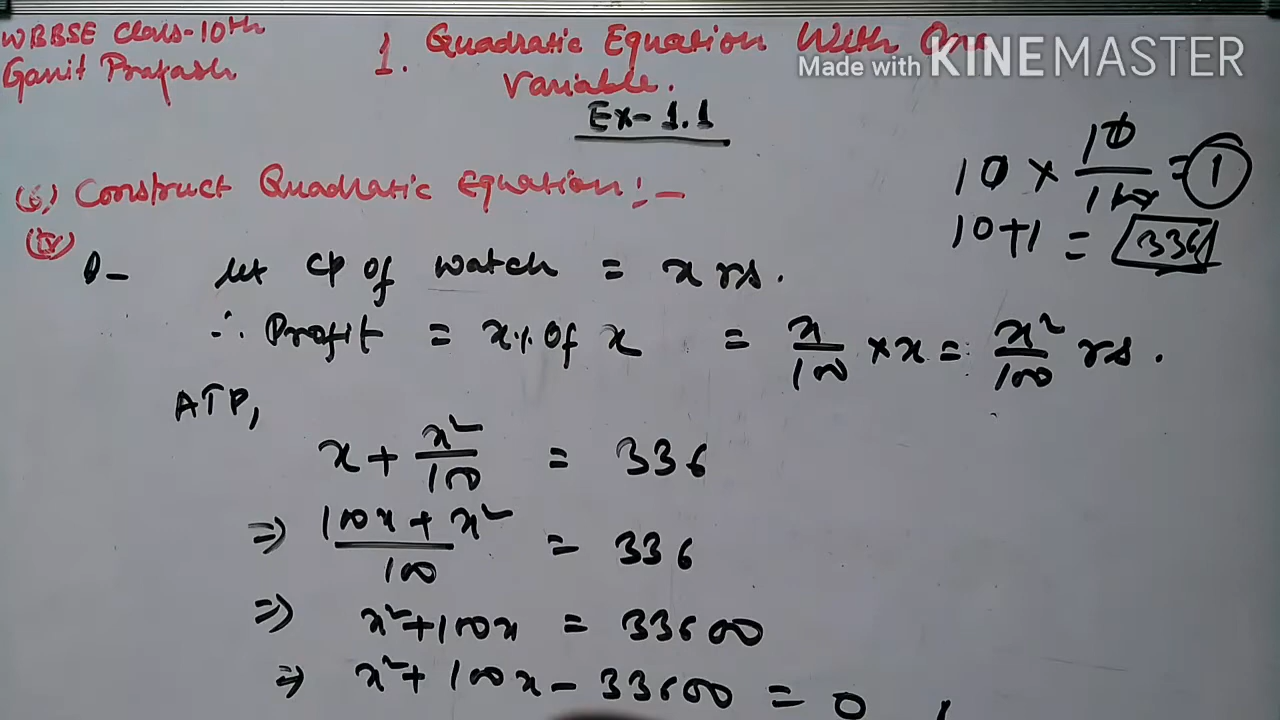 WBBSE Class-10th
Ganit Prakash
1. Quadratic Equation With One
Variable.
Made with KINEMASTER
Ex-1.1
10 × 10/100 = 1
10+1 = 336
(6) Construct Quadratic Equation:-
(iv)
let CP of watch = x rs.
∴ Profit = x% of x = x/100 × x = x²/100 rs.
ATP,
x + x²/100 = 336
⇒ (100x + x²)/100 = 336
⇒ x² + 100x = 33600
⇒ x² + 100x - 33600 = 0